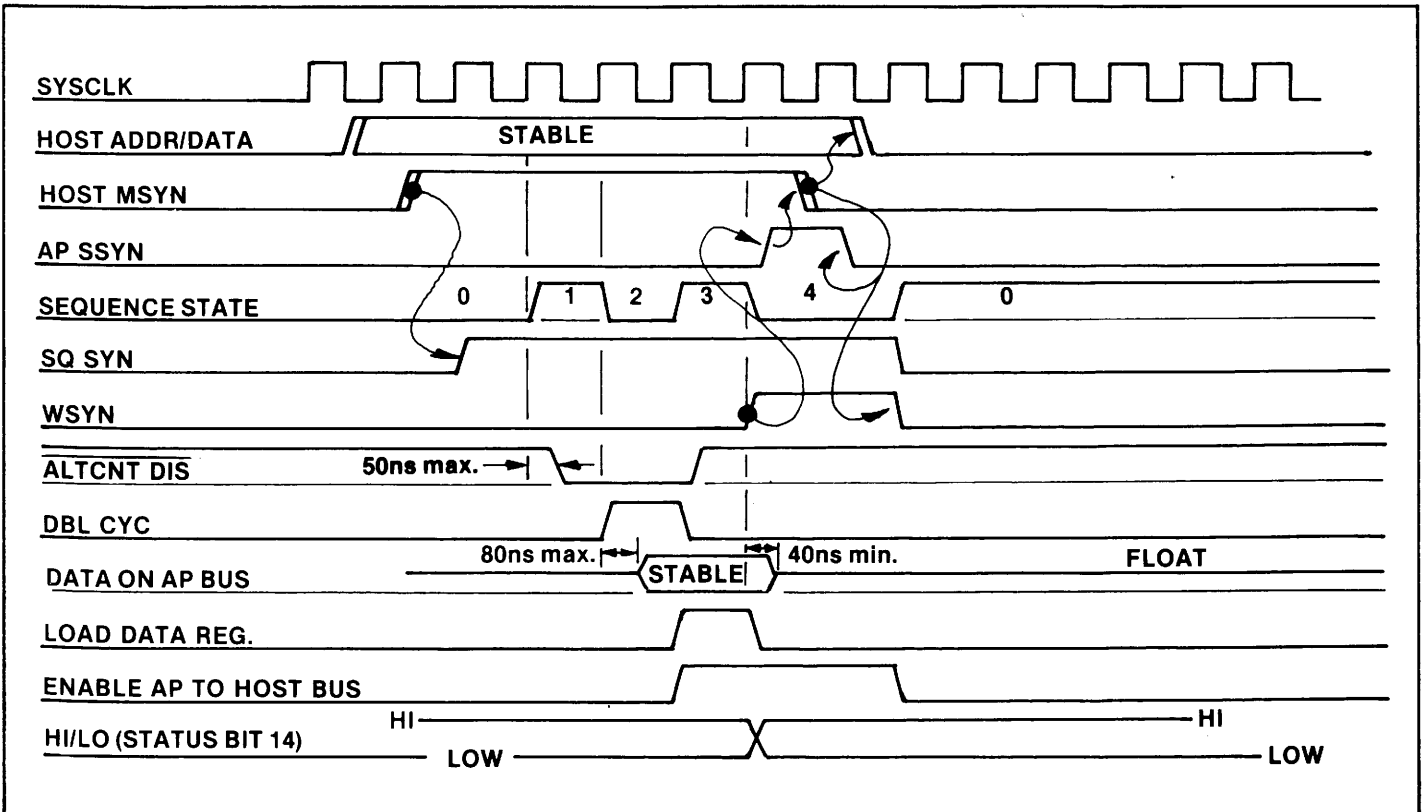 SYSCLK
HOST ADDR/DATA STABLE
HOST MSYN
AP SSYN
SEQUENCE STATE 0 1 2 3 4 0
SQ SYN
WSYN
ALTCNT DIS 50ns max.
DBL CYC
80ns max. 40ns min. FLOAT
DATA ON AP BUS STABLE
LOAD DATA REG.
ENABLE AP TO HOST BUS
HI HI
HI/LO (STATUS BIT 14)
LOW LOW